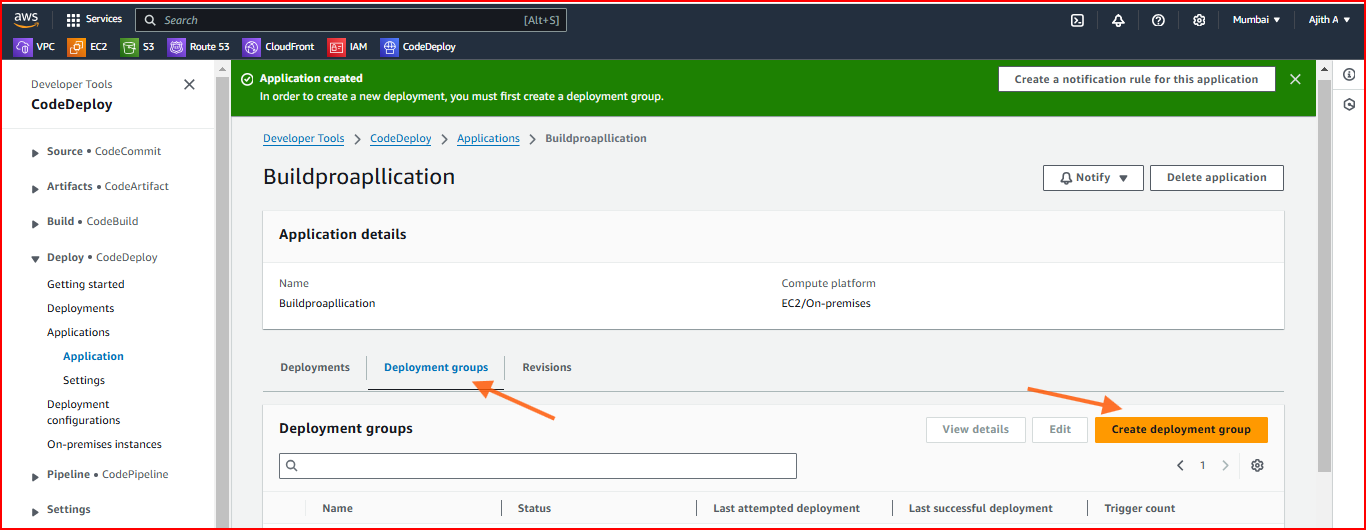 aws
Services
Search
[Alt+S]
Mumbai
Ajith A
VPC
EC2
S3
Route 53
CloudFront
IAM
CodeDeploy
Developer Tools
CodeDeploy
Source • CodeCommit
Artifacts • CodeArtifact
Build • CodeBuild
Deploy • CodeDeploy
Getting started
Deployments
Applications
Application
Settings
Deployment
configurations
On-premises instances
Pipeline • CodePipeline
Settings
Application created
In order to create a new deployment, you must first create a deployment group.
Create a notification rule for this application
Developer Tools
CodeDeploy
Applications
Buildproapllication
Buildproapllication
Notify
Delete application
Application details
Name
Buildproapllication
Compute platform
EC2/On-premises
Deployments
Deployment groups
Revisions
Deployment groups
View details
Edit
Create deployment group
1
Name
Status
Last attempted deployment
Last successful deployment
Trigger count